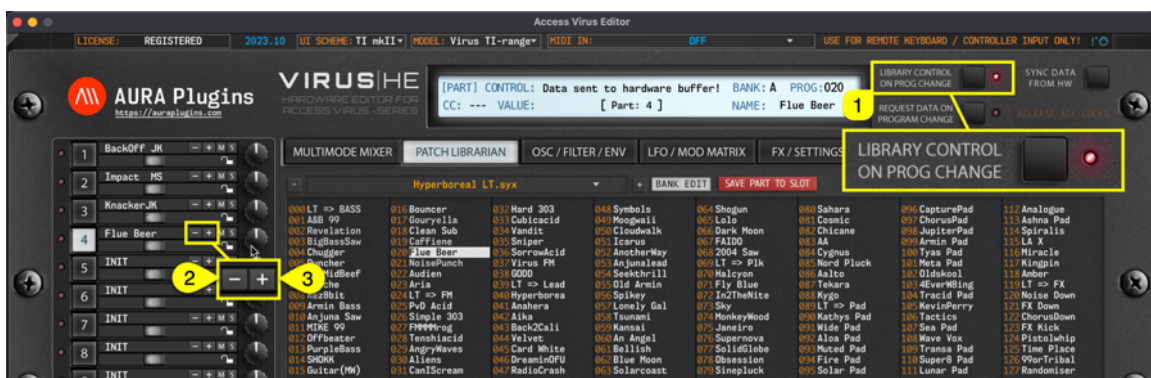 Access Virus Editor
LICENSE: REGISTERED 2023.10 UI SCHEME: TI mkII MODEL: Virus TI-range MIDI IN: OFF USE FOR REMOTE KEYBOARD / CONTROLLER INPUT ONLY!
AURA Plugins
https://auraplugins.com
VIRUS|HE
HARDWARE EDITOR FOR
ACCESS VIRUS -SERIES
[PART] CONTROL: Data sent to hardware buffer! BANK: A PROG:020
CC: --- VALUE: [ Part: 4 ] NAME: Flue Beer
LIBRARY CONTROL
ON PROG CHANGE
SYNC DATA
FROM HW
1
REQUEST DATA ON
PROGRAM CHANGE
RELEASE ALL LOCKS
LIBRARY CONTROL
ON PROG CHANGE
MULTIMODE MIXER PATCH LIBRARIAN OSC / FILTER / ENV LFO / MOD MATRIX FX / SETTINGS
- Hyperboreal LT.syx + BANK EDIT SAVE PART TO SLOT
1 BackOff JK - + M S
2 Impact MS - + M S
3 KnackerJK - + M S
4 Flue Beer - + M S
5 INIT
6 INIT - + M S
7 INIT - + M S
8 INIT - + M S
INIT - + M S
2 - + 3
000 LT => BASS 016 Bouncer 032 Hard 303 048 Symbols 064 Shogun 080 Sahara 096 CapturePad 112 Analogue
001 A&B 99 017 Gouryella 033 Cubicacid 049 Moogwaii 065 Lolo 081 Cosmic 097 ChorusPad 113 Ashna Pad
002 Revelation 018 Clean Sub 034 Vandit 050 Cloudwalk 066 Dark Moon 082 Chicane 098 JupiterPad 114 Spiralis
003 BigBassSaw 019 Caffiene 035 Sniper 051 Icarus 067 FAIDO 083 AA 099 Armin Pad 115 LA X
004 Chugger 020 Flue Beer 036 SorrowAcid 052 AnotherWay 068 2004 Saw 084 Cygnus 100 Tyas Pad 116 Miracle
005 Puncher 021 NoisePunch 037 Virus FM 053 Anjunalead 069 LT => Plk 085 Nord Pluck 101 Meta Pad 117 Kingpin
MidBeef 022 Audien 038 GODD 054 Seekthrill 070 Halcyon 086 Aalto 102 Oldskool 118 Amber
023 Aria 039 LT => Lead 055 Old Armin 071 Fly Blue 087 Tekara 103 4EverW8ing 119 LT => FX
008 Rez8bit 024 LT => FM 040 Hyperborea 056 Spikey 072 In2TheNite 088 Kygo 104 Tracid Pad 120 Noise Down
009 Armin Bass 025 PvD Acid 041 Anahera 057 Lonely Gal 073 Sky 089 LT => Pad 105 KevinPerry 121 FX Down
010 Anjuna Saw 026 Simple 303 042 Aika 058 Tsunami 074 MonkeyWood 090 Kathys Pad 106 Tactics 122 ChorusDown
011 MIKE 99 027 FMMMMrog 043 Back2Cali 059 Kansai 075 Janeiro 091 Wide Pad 107 Sea Pad 123 FX Kick
012 Offbeater 028 Tenshiacid 044 Velvet 060 An Angel 076 Supernova 092 Aloa Pad 108 Wave Vox 124 Pistolwhip
013 PurpleBass 029 AngryWaves 045 Card White 061 Bellish 077 SolidGlobe 093 Muted Pad 109 Transa Pad 125 Time Place
014 SHOKK 030 Aliens 046 DreaminOfU 062 Blue Moon 078 Obsession 094 Fire Pad 110 Super8 Pad 126 99orTribal
015 Guitar(MW) 031 CanIScream 047 RadioCrash 063 Solarcoast 079 Sinepluck 095 Solar Pad 111 Lunar Pad 127 Randomiser